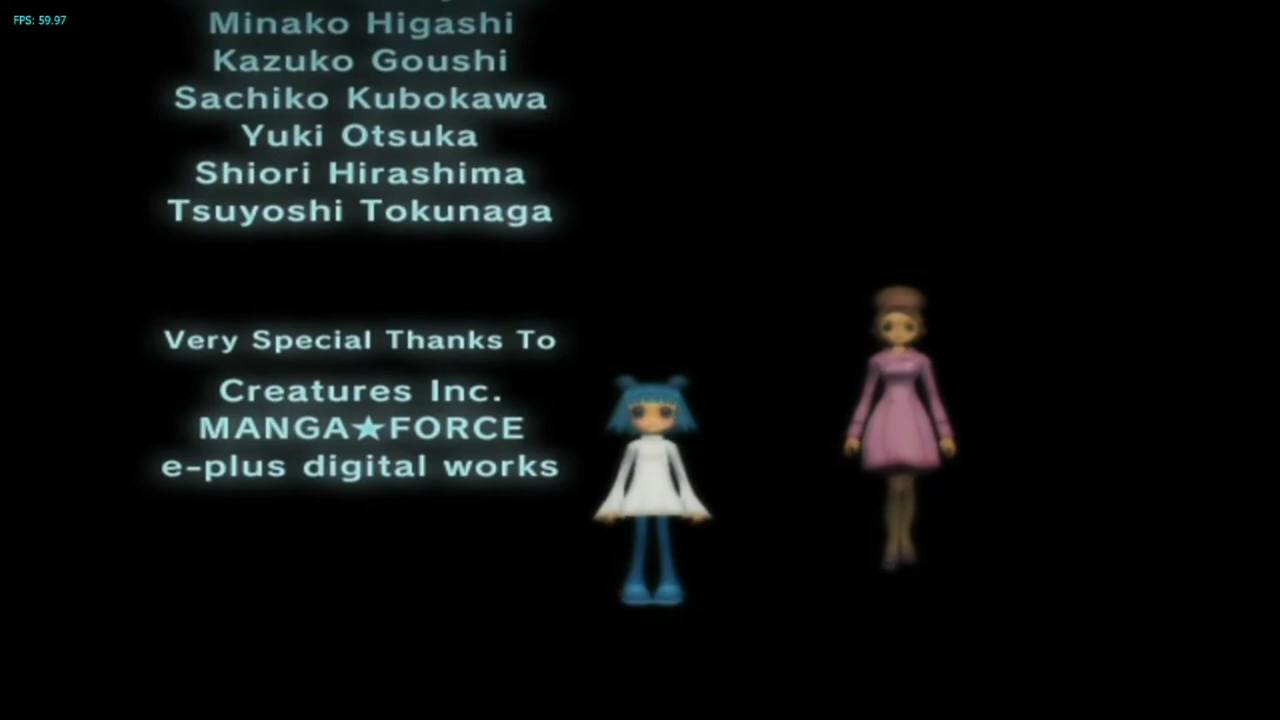 FPS: 59.97
Minako Higashi
Kazuko Goushi
Sachiko Kubokawa
Yuki Otsuka
Shiori Hirashima
Tsuyoshi Tokunaga
Very Special Thanks To
Creatures Inc.
MANGA★FORCE
e-plus digital works